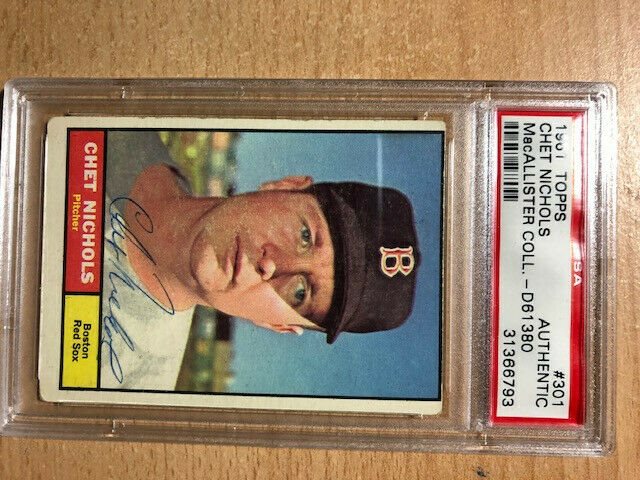 1961 TOPPS #301
CHET NICHOLS AUTHENTIC
MacALLISTER COLL. – D61380 31366793
B
CHET NICHOLS
Pitcher
Boston
Red Sox